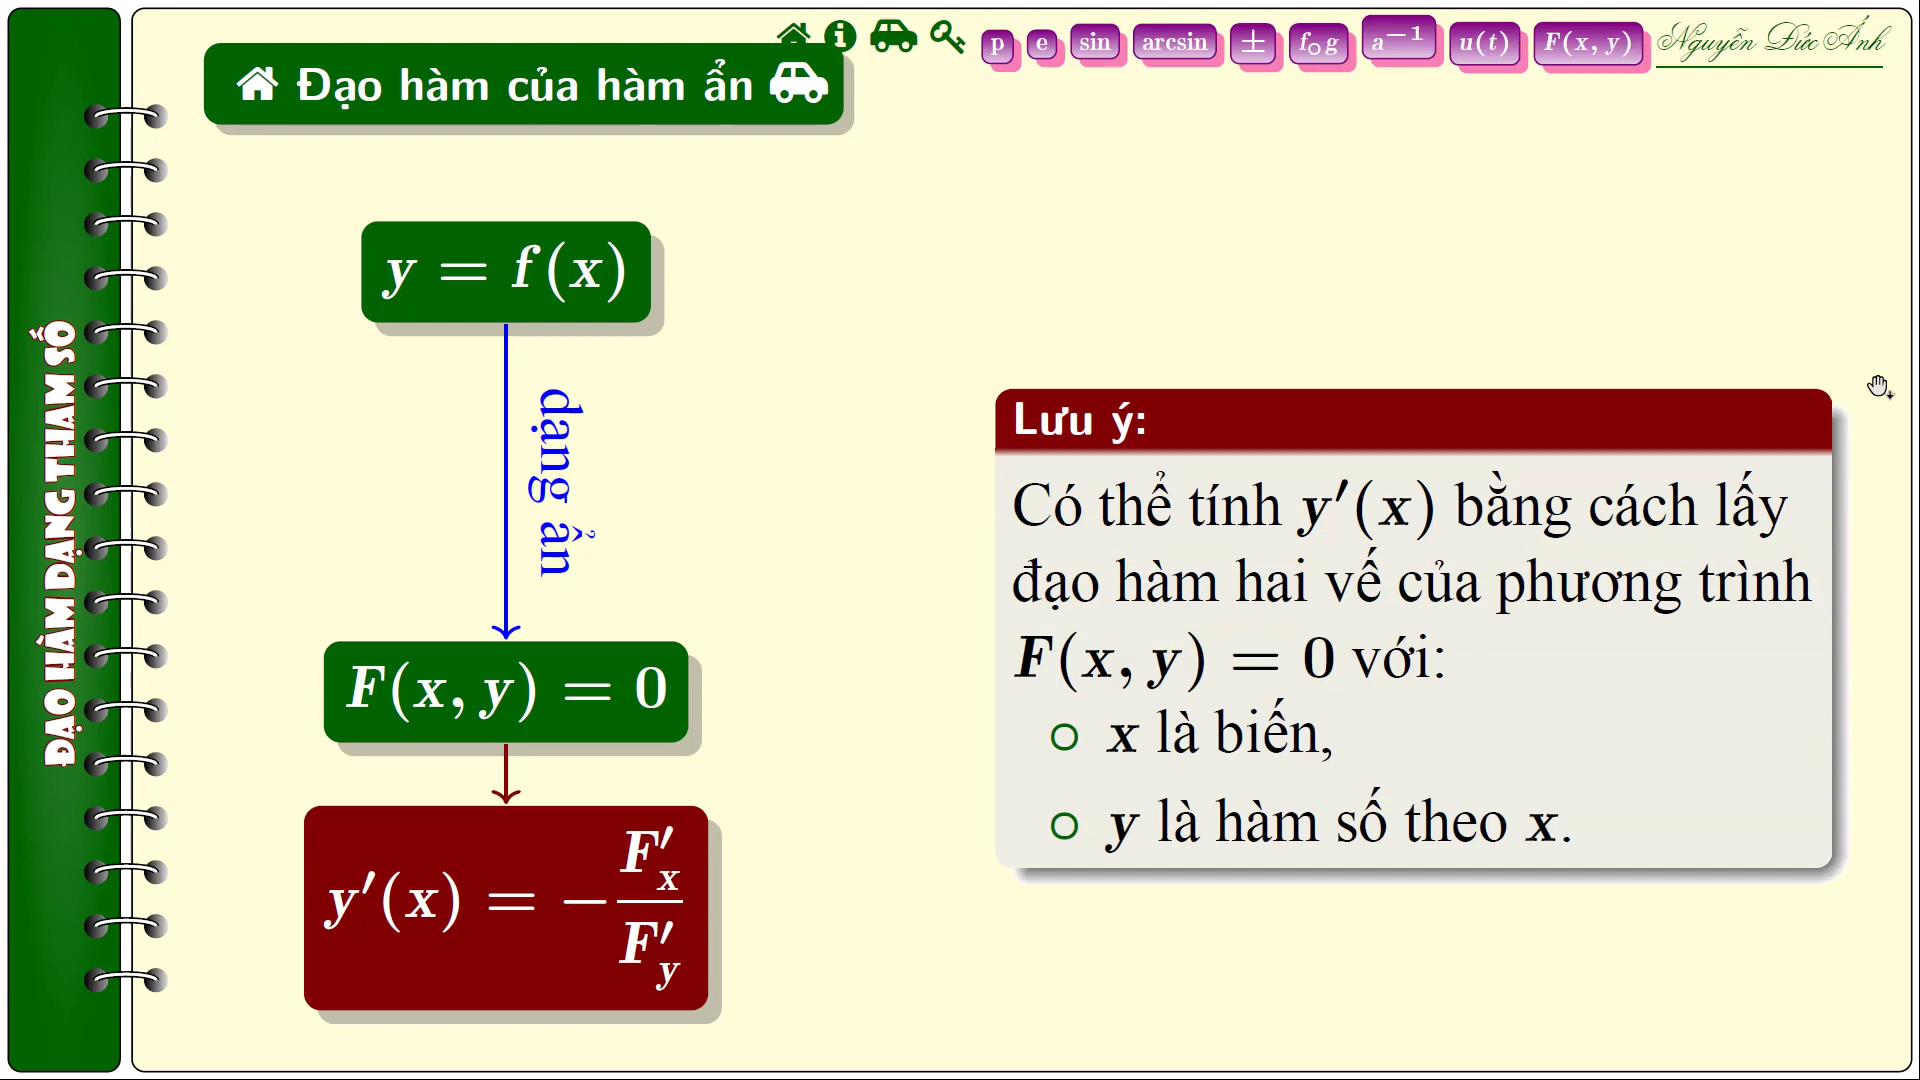 p e sin arcsin ± f∘g a⁻¹ u(t) F(x, y) Nguyễn Đức Ánh
Đạo hàm của hàm ẩn
ĐẠO HÀM DẠNG THAM SỐ
y = f(x)
dạng ẩn
F(x, y) = 0
y′(x) = −F′ₓ/F′_y
Lưu ý:
Có thể tính y′(x) bằng cách lấy
đạo hàm hai vế của phương trình
F(x, y) = 0 với:
x là biến,
y là hàm số theo x.